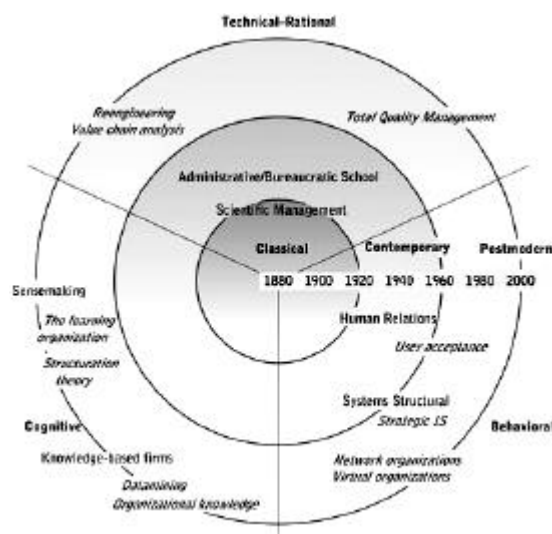 Technical-Rational
Reengineering
Value chain analysis
Total Quality Management
Administrative/Bureaucratic School
Scientific Management
Classical
Contemporary
Postmodern
1880 1900 1920 1940 1960 1980 2000
Sensemaking
The learning
organization
Structuration
theory
Human Relations
User acceptance
Systems Structural
Strategic IS
Cognitive
Behavioral
Knowledge-based firms
Network organizations
Virtual organizations
Datamining
Organizational knowledge